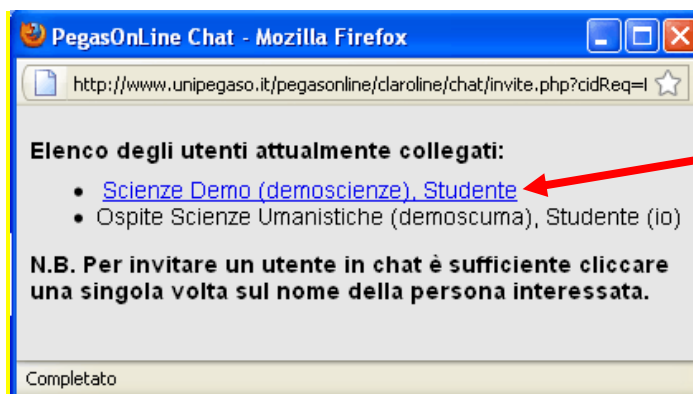 PegasOnLine Chat - Mozilla Firefox
http://www.unipegaso.it/pegasonline/claroline/chat/invite.php?cidReq=
Elenco degli utenti attualmente collegati:
• Scienze Demo (demoscienze), Studente
• Ospite Scienze Umanistiche (demoscuma), Studente (io)
N.B. Per invitare un utente in chat è sufficiente cliccare
una singola volta sul nome della persona interessata.
Completato